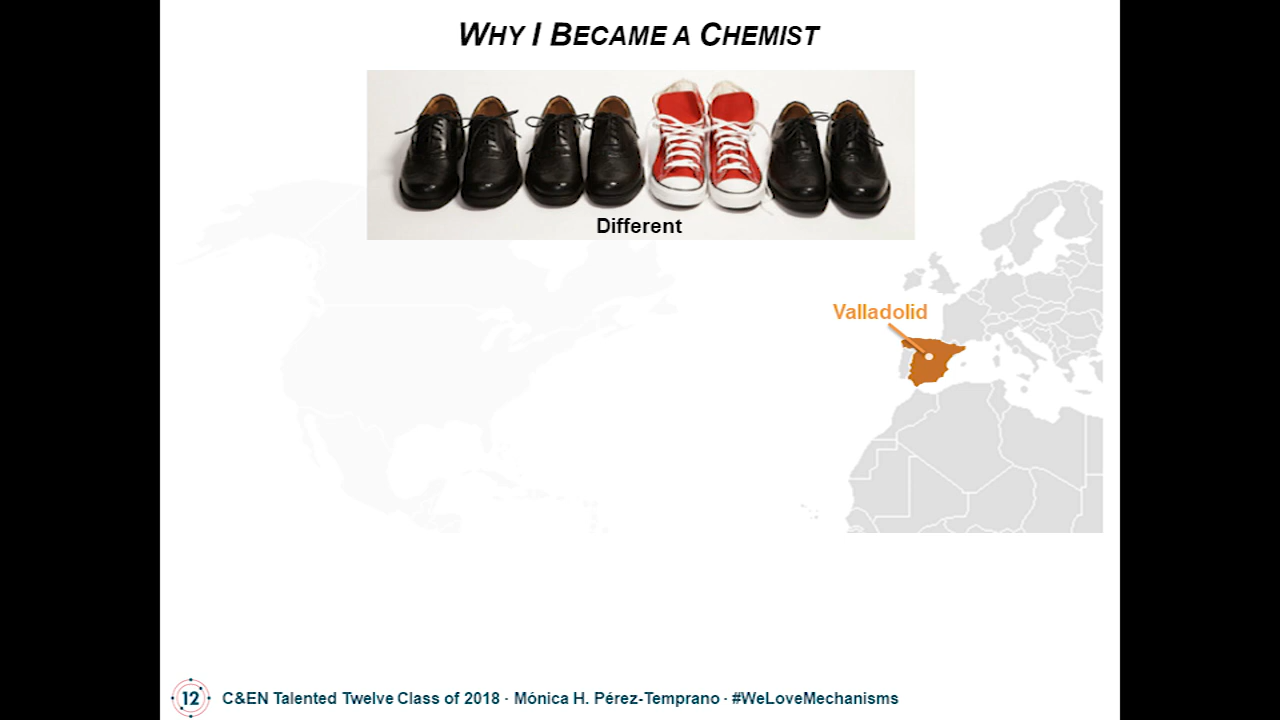 WHY I BECAME A CHEMIST
Different
Valladolid
12
C&EN Talented Twelve Class of 2018 · Mónica H. Pérez-Temprano · #WeLoveMechanisms